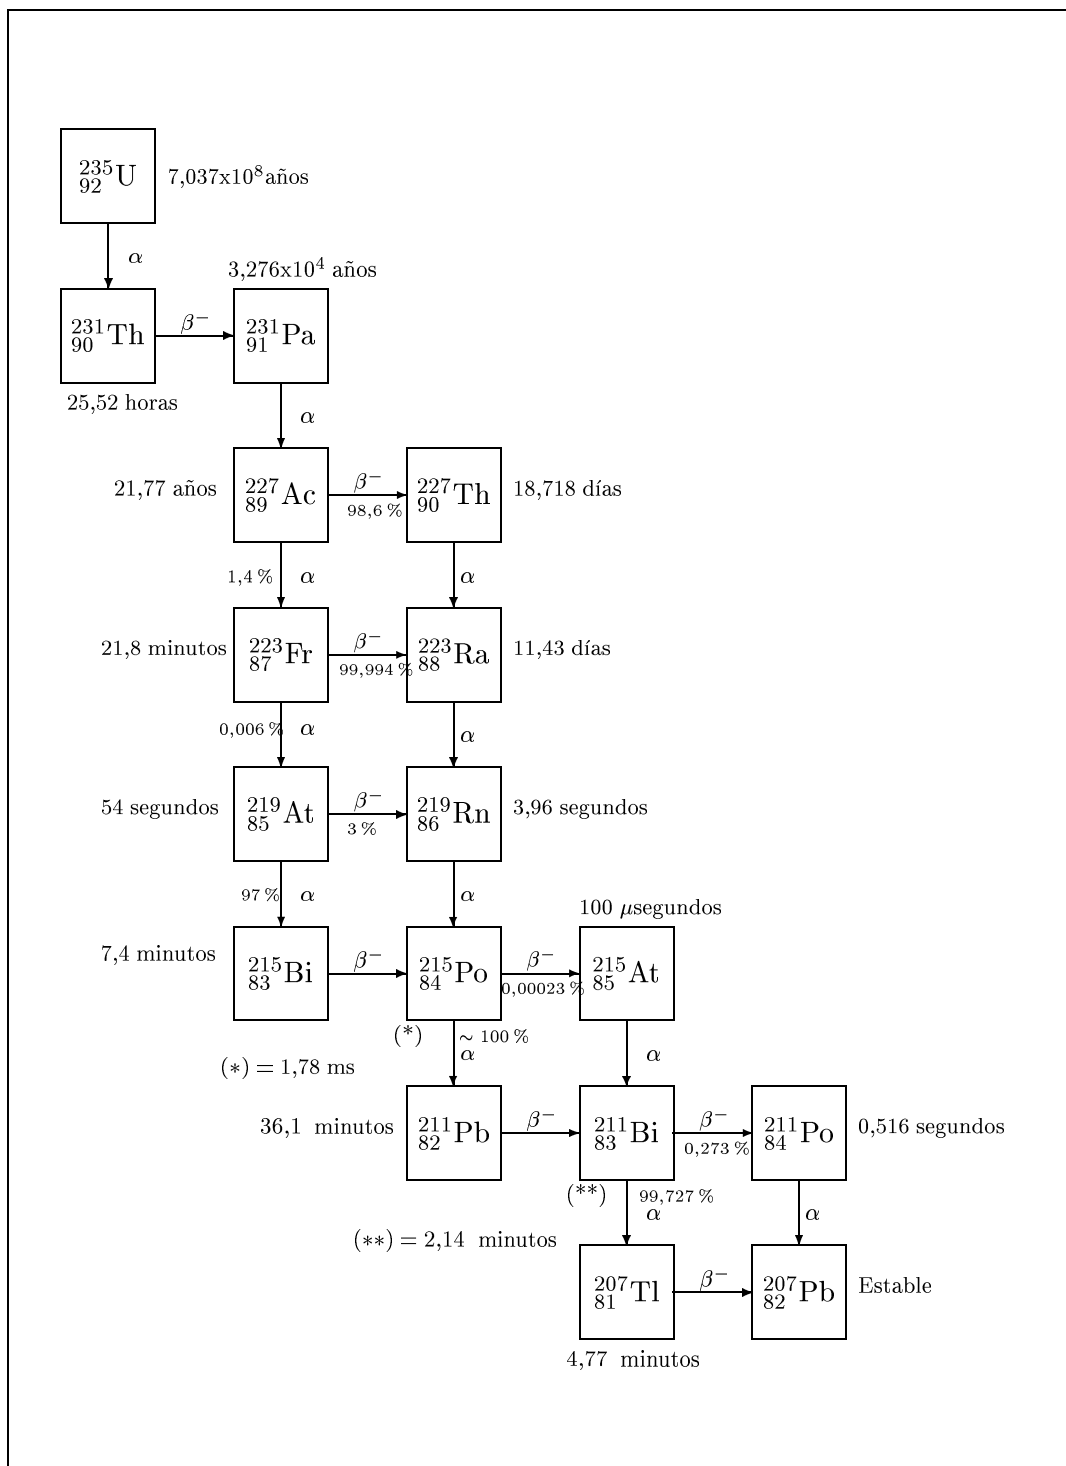 ²³⁵₉₂U 7,037x10⁸años
α
3,276x10⁴ años
²³¹₉₀Th β⁻ ²³¹₉₁Pa
25,52 horas
α
21,77 años ²²⁷₈₉Ac β⁻ 98,6 % ²²⁷₉₀Th 18,718 días
1,4 % α α
21,8 minutos ²²³₈₇Fr β⁻ 99,994 % ²²³₈₈Ra 11,43 días
0,006 % α α
54 segundos ²¹⁹₈₅At β⁻ 3 % ²¹⁹₈₆Rn 3,96 segundos
97 % α α
100 μsegundos
7,4 minutos ²¹⁵₈₃Bi β⁻ ²¹⁵₈₄Po β⁻ 0,00023 % ²¹⁵₈₅At
(*) ∼ 100 %
α α
(*) = 1,78 ms
36,1 minutos ²¹¹₈₂Pb β⁻ ²¹¹₈₃Bi β⁻ 0,273 % ²¹¹₈₄Po 0,516 segundos
(**) 99,727 %
α α
(**) = 2,14 minutos
²⁰⁷₈₁Tl β⁻ ²⁰⁷₈₂Pb Estable
4,77 minutos